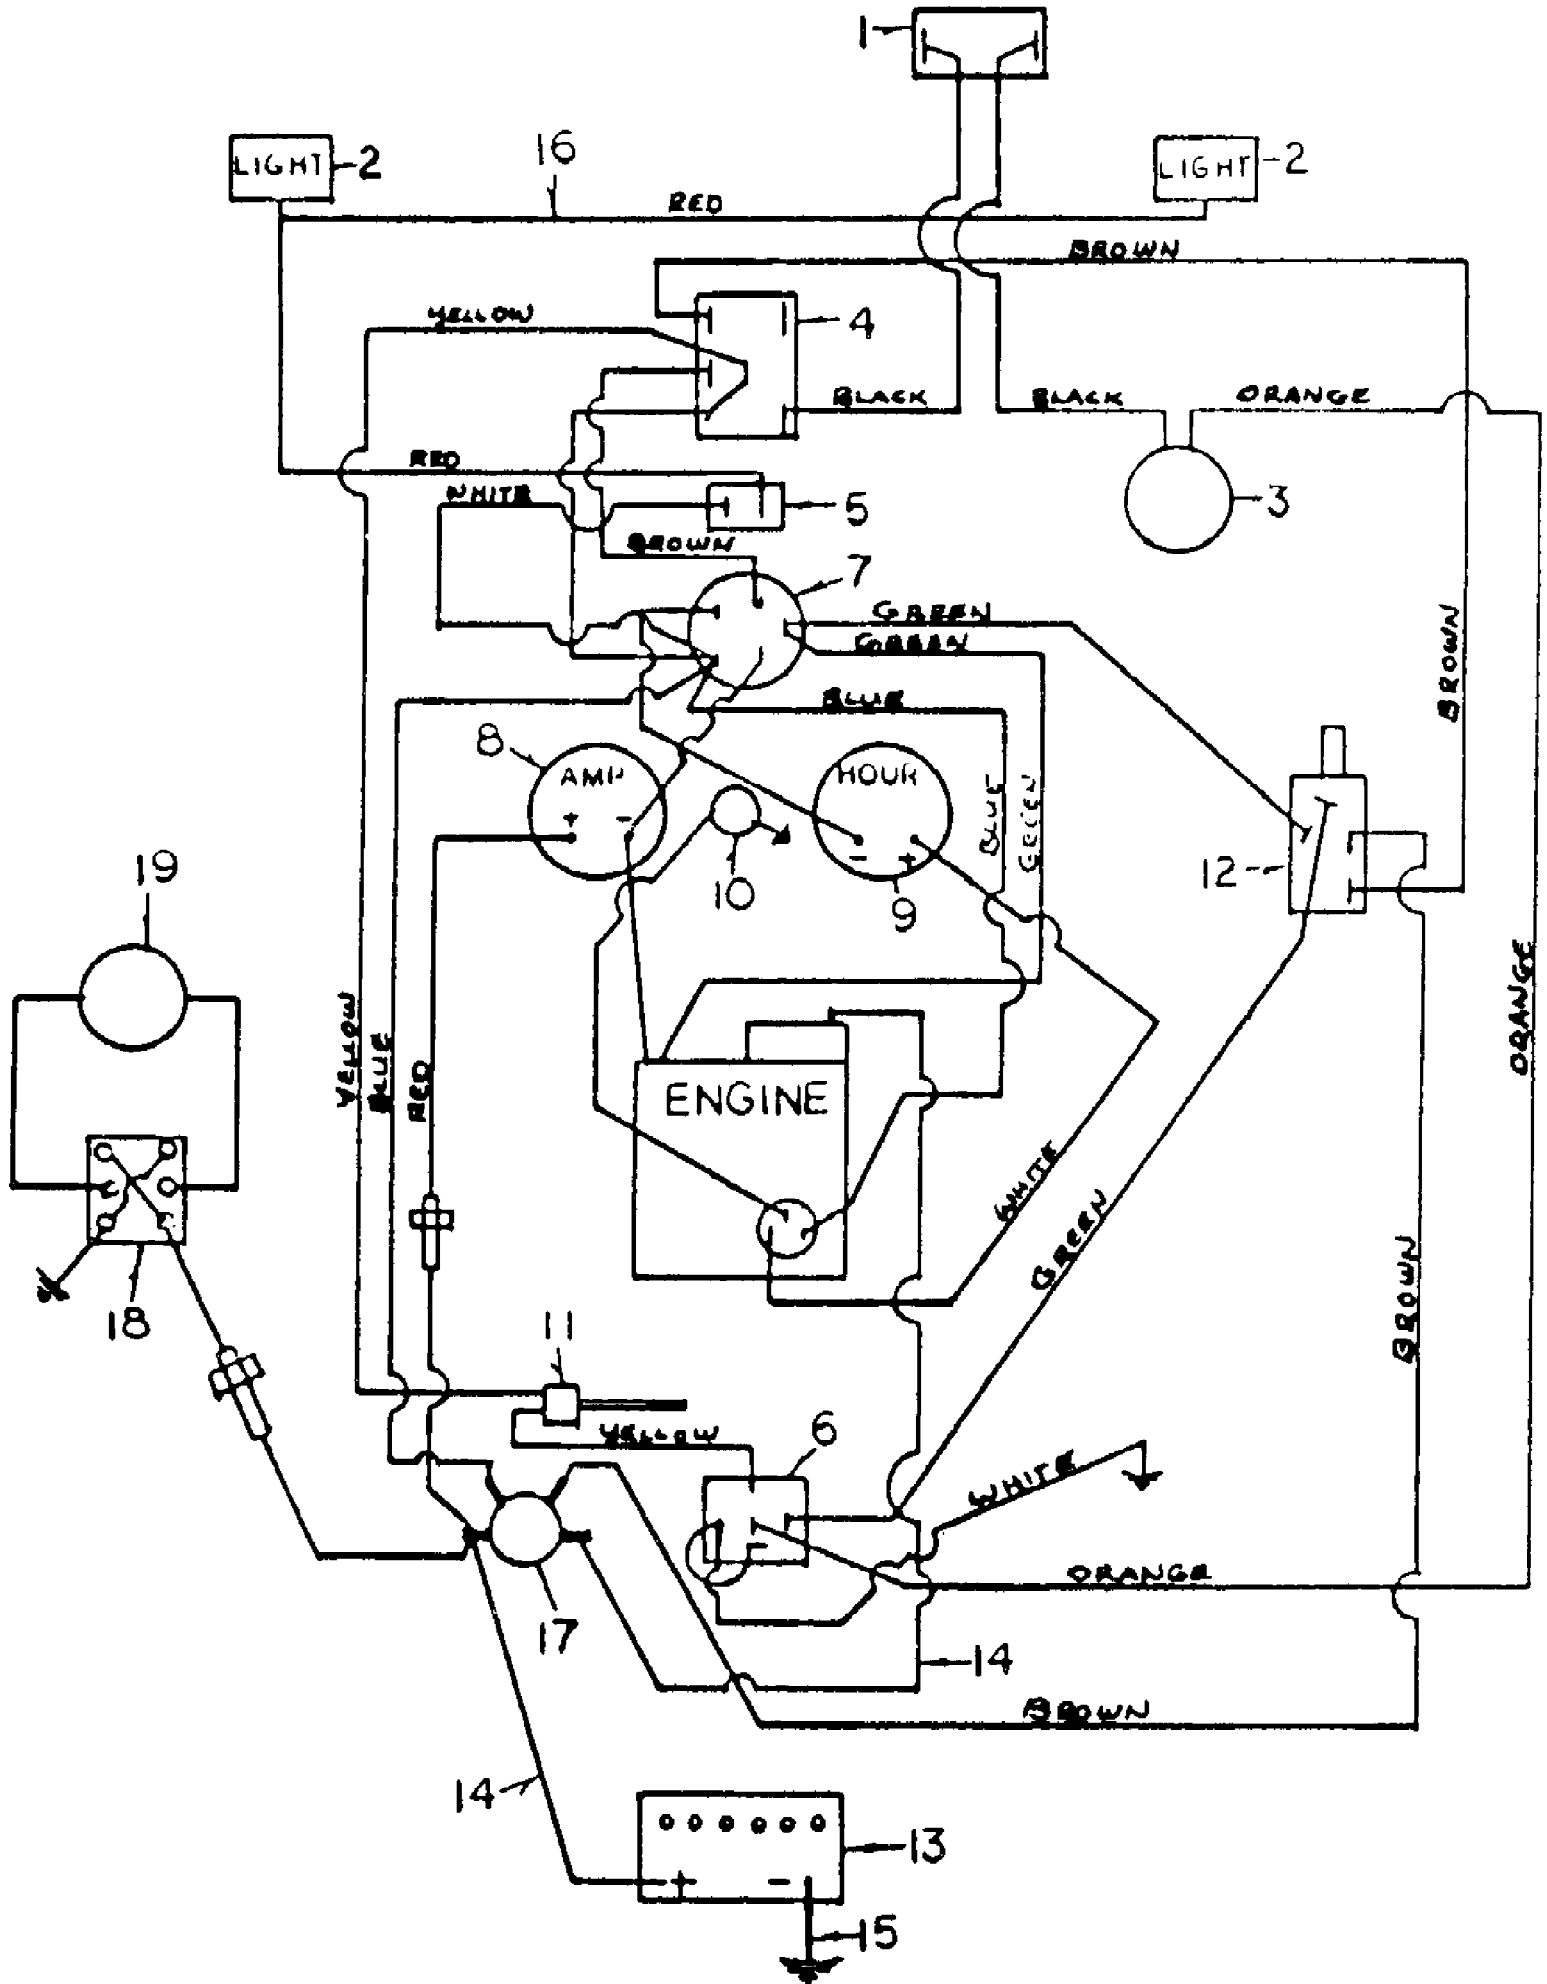 1
LIGHT
2
16
LIGHT
2
RED
BROWN
YELLOW
4
BLACK
BLACK
ORANGE
RED
WHITE
5
3
BROWN
7
GREEN
GREEN
BROWN
BLUE
8
AMP
HOUR
+ -
BLUE
GREEN
- +
10
9
12
19
YELLOW
BLUE
RED
ORANGE
ENGINE
WHITE
GREEN
BROWN
18
11
YELLOW
6
WHITE
ORANGE
17
14
BROWN
14
13
+ -
15